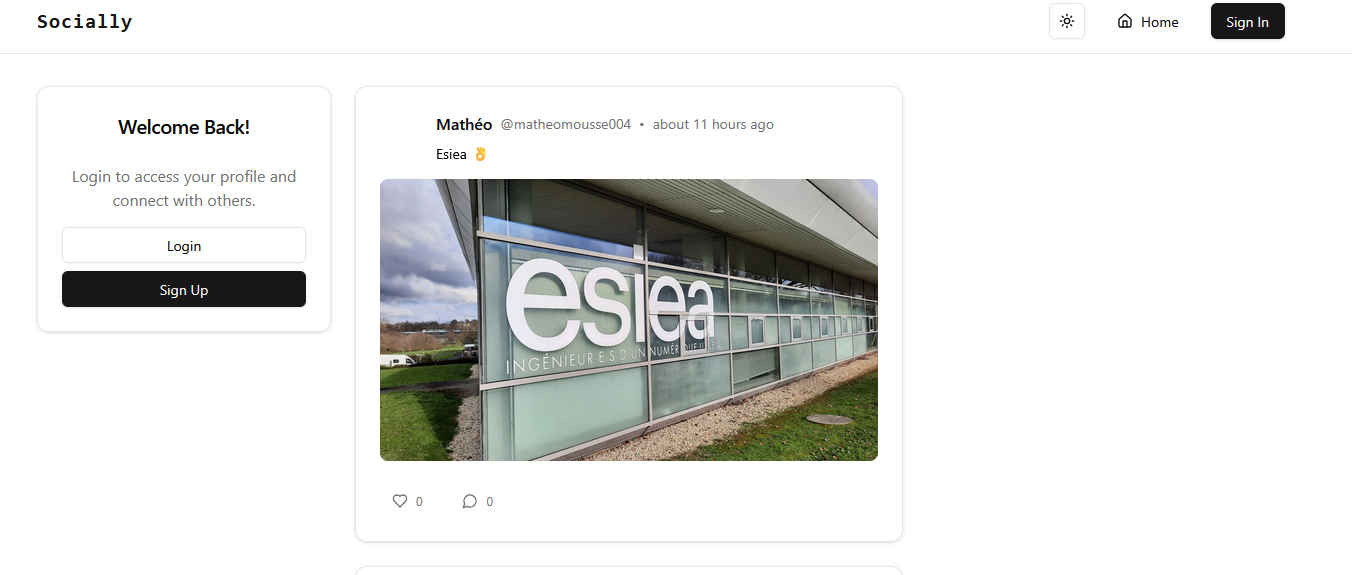 Socially
Home
Sign In
Welcome Back!
Login to access your profile and
connect with others.
Login
Sign Up
Mathéo @matheomousse004 • about 11 hours ago
Esiea 👌
esiea
INGÉNIEUR·E·S D'UN NUMÉRIQUE UTILE
0 0